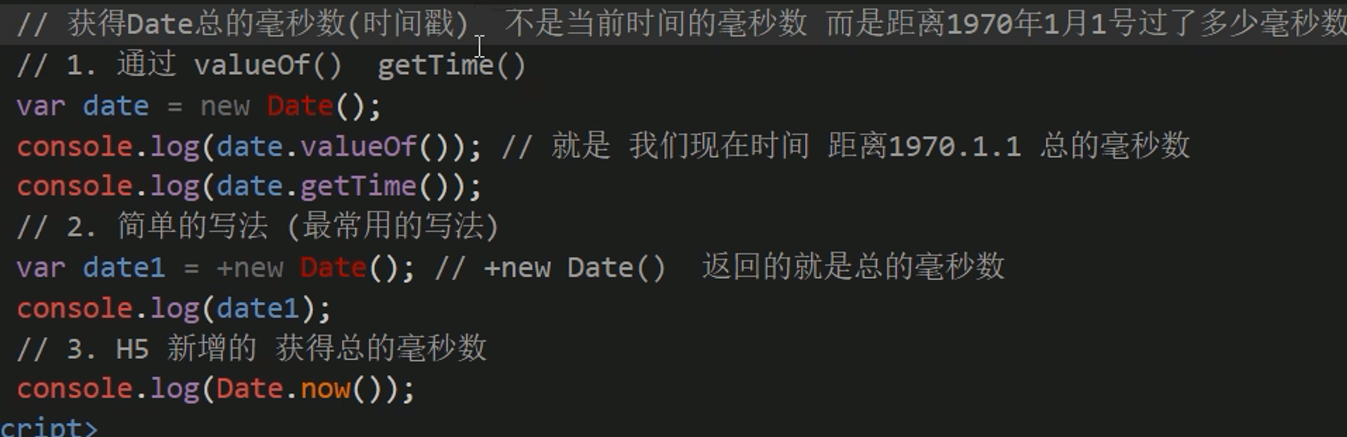 // 获得Date总的毫秒数(时间戳)  不是当前时间的毫秒数 而是距离1970年1月1号过了多少毫秒数
// 1. 通过 valueOf()  getTime()
var date = new Date();
console.log(date.valueOf()); // 就是 我们现在时间 距离1970.1.1 总的毫秒数
console.log(date.getTime());
// 2. 简单的写法 (最常用的写法)
var date1 = +new Date(); // +new Date()  返回的就是总的毫秒数
console.log(date1);
// 3. H5 新增的 获得总的毫秒数
console.log(Date.now());
cript>